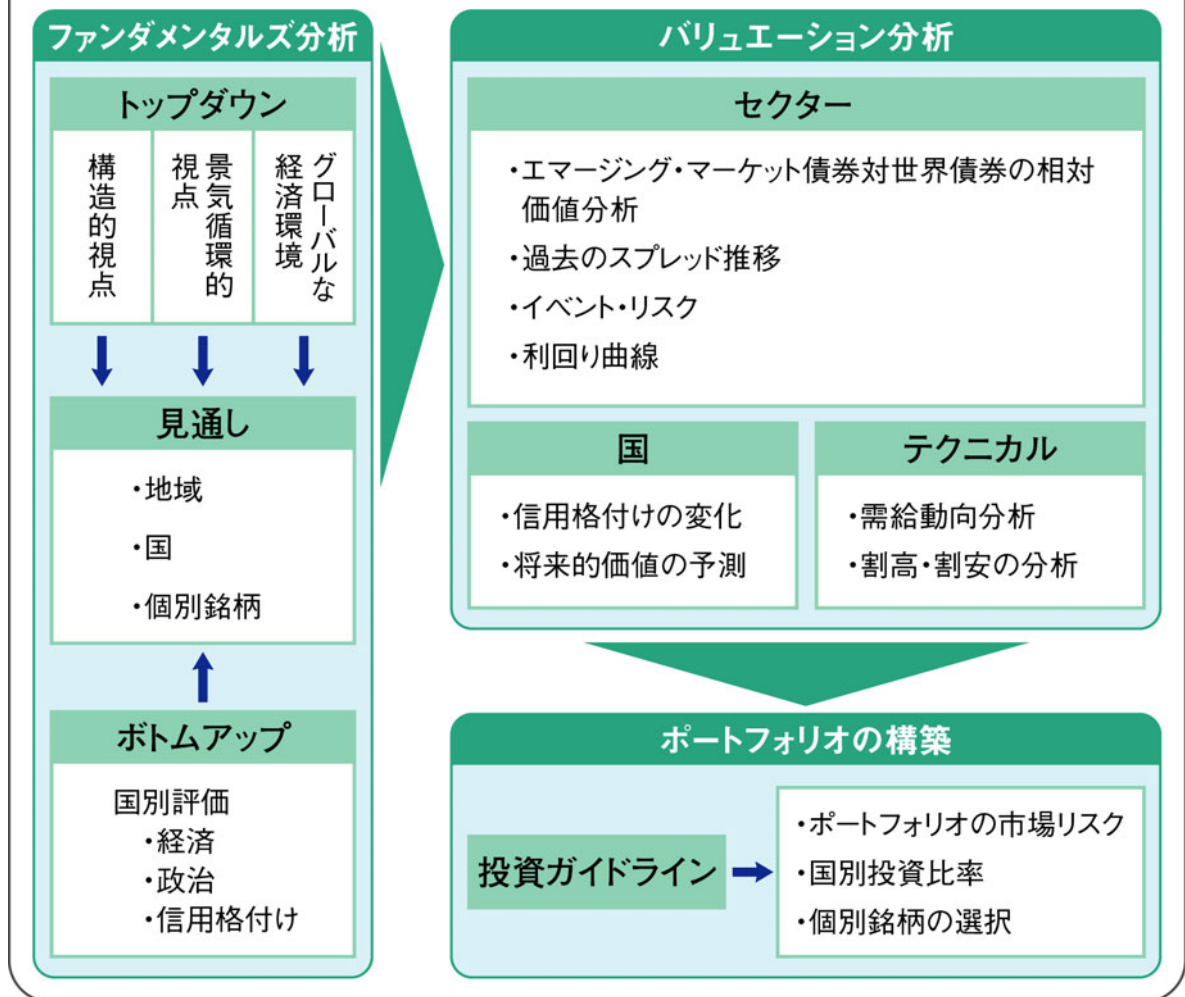 ファンダメンタルズ分析
トップダウン
構造的視点
景気循環的
視点
グローバルな
経済環境
見通し
・地域
・国
・個別銘柄
ボトムアップ
国別評価
・経済
・政治
・信用格付け
バリュエーション分析
セクター
・エマージング・マーケット債券対世界債券の相対
価値分析
・過去のスプレッド推移
・イベント・リスク
・利回り曲線
国
・信用格付けの変化
・将来的価値の予測
テクニカル
・需給動向分析
・割高・割安の分析
ポートフォリオの構築
投資ガイドライン
・ポートフォリオの市場リスク
・国別投資比率
・個別銘柄の選択